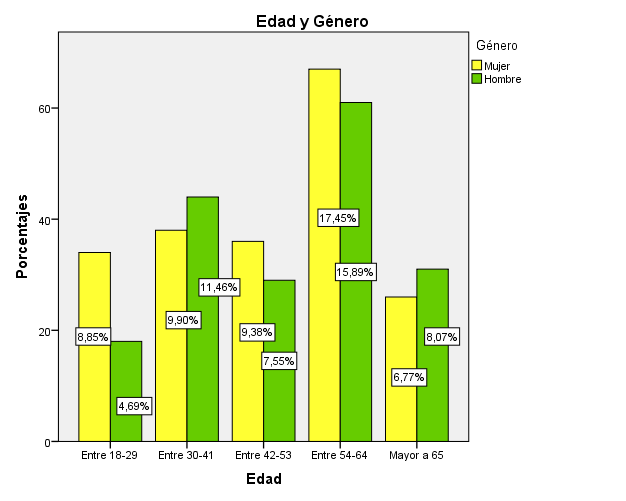 Edad y Género
Género
Mujer
Hombre
Porcentajes
60
40
20
0
17,45%
15,89%
11,46%
9,90%
9,38%
8,85%
8,07%
7,55%
6,77%
4,69%
Entre 18-29
Entre 30-41
Entre 42-53
Entre 54-64
Mayor a 65
Edad